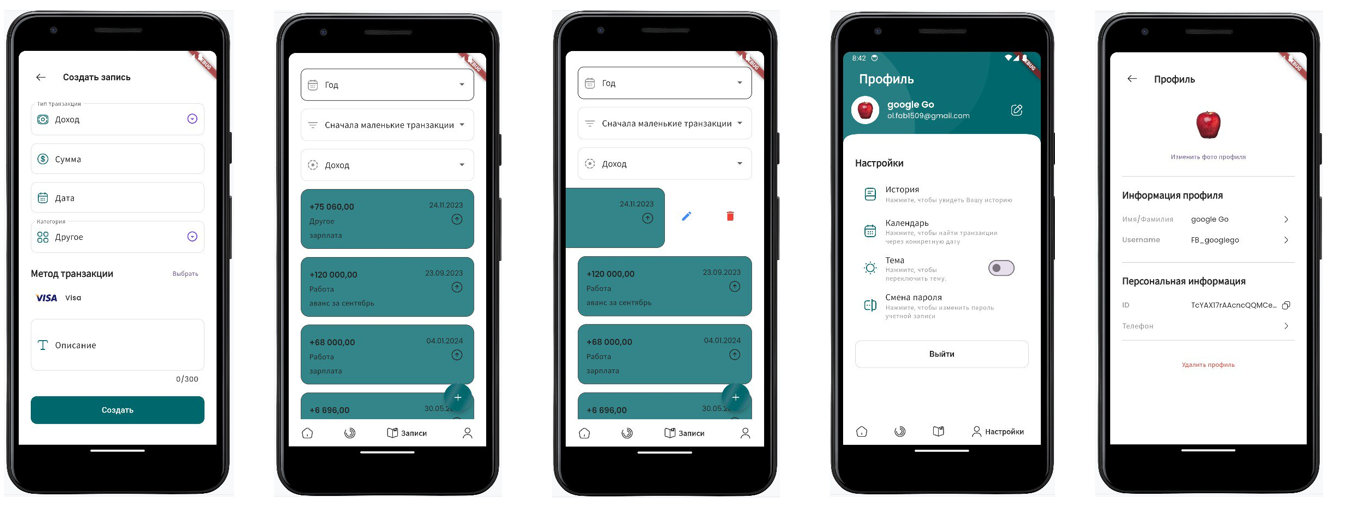 Создать запись
Тип транзакции
Доход
Сумма
Дата
Категория
Другое
Метод транзакции
Выбрать
VISA Visa
Описание
0/300
Создать
Год
Сначала маленькие транзакции
Доход
+75 060,00 24.11.2023
Другое
зарплата
+120 000,00 23.09.2023
Работа
аванс за сентябрь
+68 000,00 04.01.2024
Работа
зарплата
+6 696,00 30.05.2
+
Записи
Год
Сначала маленькие транзакции
Доход
24.11.2023
+120 000,00 23.09.2023
Работа
аванс за сентябрь
+68 000,00 04.01.2024
Работа
зарплата
+6 696,00 30.05.
+
Записи
8:42
Профиль
google Go
ol.fab1509@gmail.com
Настройки
История
Нажмите, чтобы увидеть Вашу историю
Календарь
Нажмите, чтобы найти транзакции
через конкретную дату
Тема
Нажмите, чтобы
переключить тему.
Смена пароля
Нажмите, чтобы изменить пароль
учетной записи
Выйти
Настройки
Профиль
Изменить фото профиля
Информация профиля
Имя/Фамилия google Go
Username FB_googlego
Персональная информация
ID TcYAX17rAAcncQQMCe...
Телефон
Удалить профиль